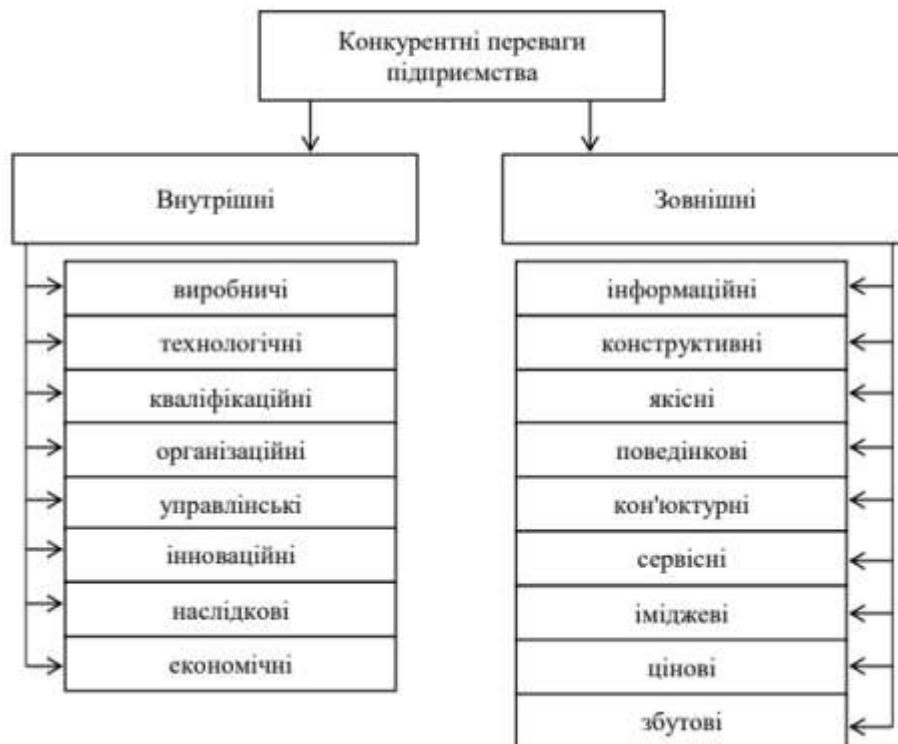 Конкурентні переваги
підприємства
Внутрішні
виробничі
технологічні
кваліфікаційні
організаційні
управлінські
інноваційні
наслідкові
економічні
Зовнішні
інформаційні
конструктивні
якісні
поведінкові
кон'юктурні
сервісні
іміджеві
цінові
збутові